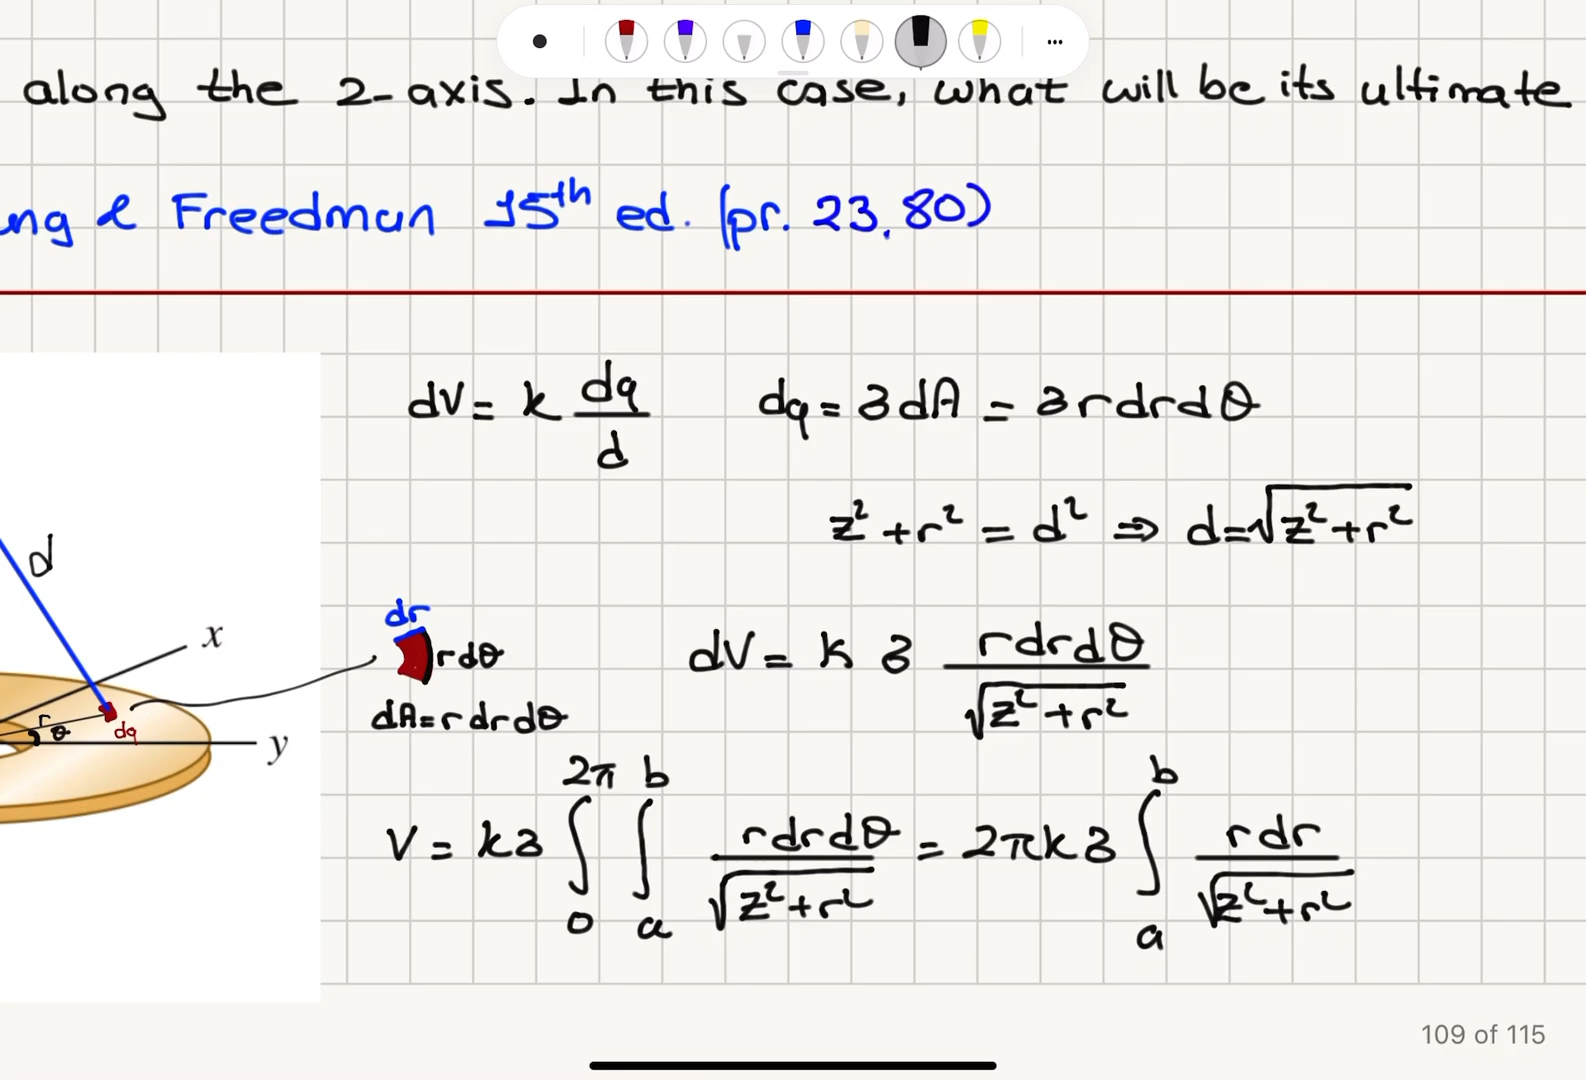 along the z-axis. In this case, what will be its ultimate
ng & Freedman 15th ed. (pr. 23.80)
dV = k dq/d    dq = σ dA = σ r dr dθ
z² + r² = d² ⇒ d = √(z² + r²)
d
x
dr
r dθ
dV = k σ r dr dθ / √(z² + r²)
r
θ
dq
dA = r dr dθ
y
V = kσ ∫₀^2π ∫ₐ^b r dr dθ / √(z² + r²) = 2πkσ ∫ₐ^b r dr / √(z² + r²)
109 of 115